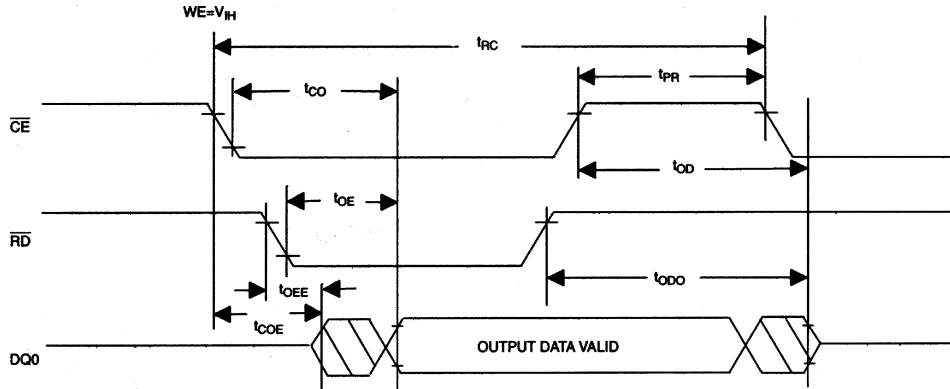 WE=VIH
tRC
tPR
tCO
CE
tOD
tOE
RD
tODO
tOEE
tCOE
DQ0
OUTPUT DATA VALID